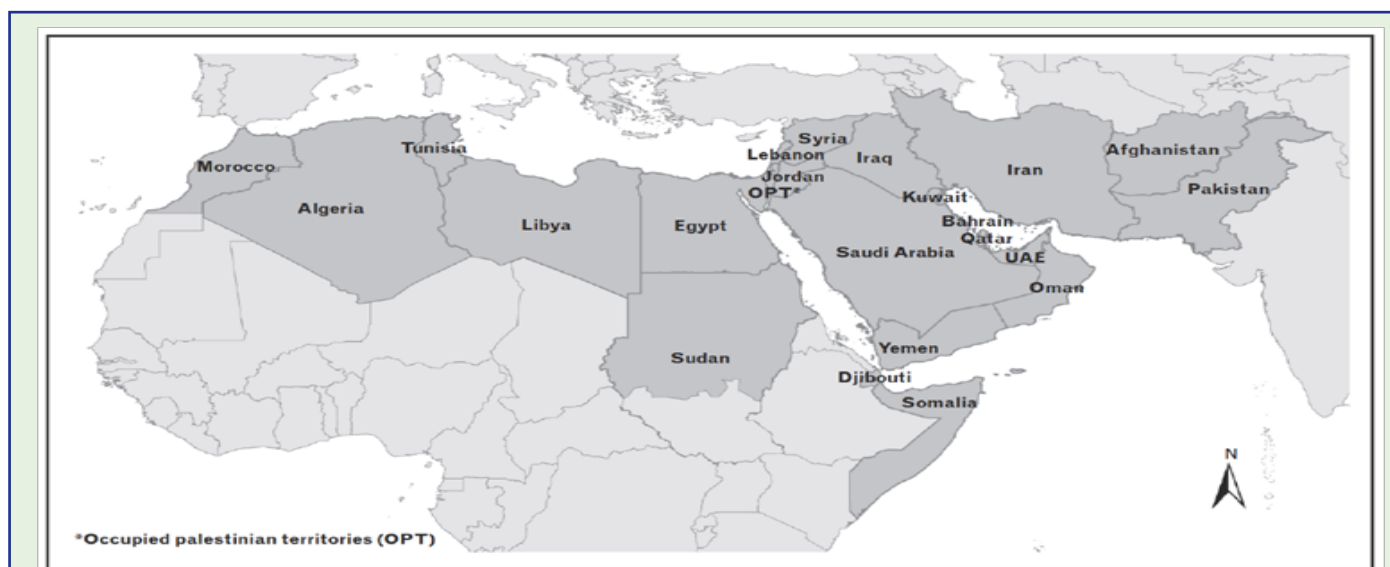 Morocco
Tunisia
Algeria
Libya
Egypt
Sudan
Syria
Lebanon
Jordan
OPT*
Iraq
Kuwait
Iran
Afghanistan
Pakistan
Bahrain
Qatar
UAE
Saudi Arabia
Oman
Yemen
Djibouti
Somalia
N
*Occupied palestinian territories (OPT)